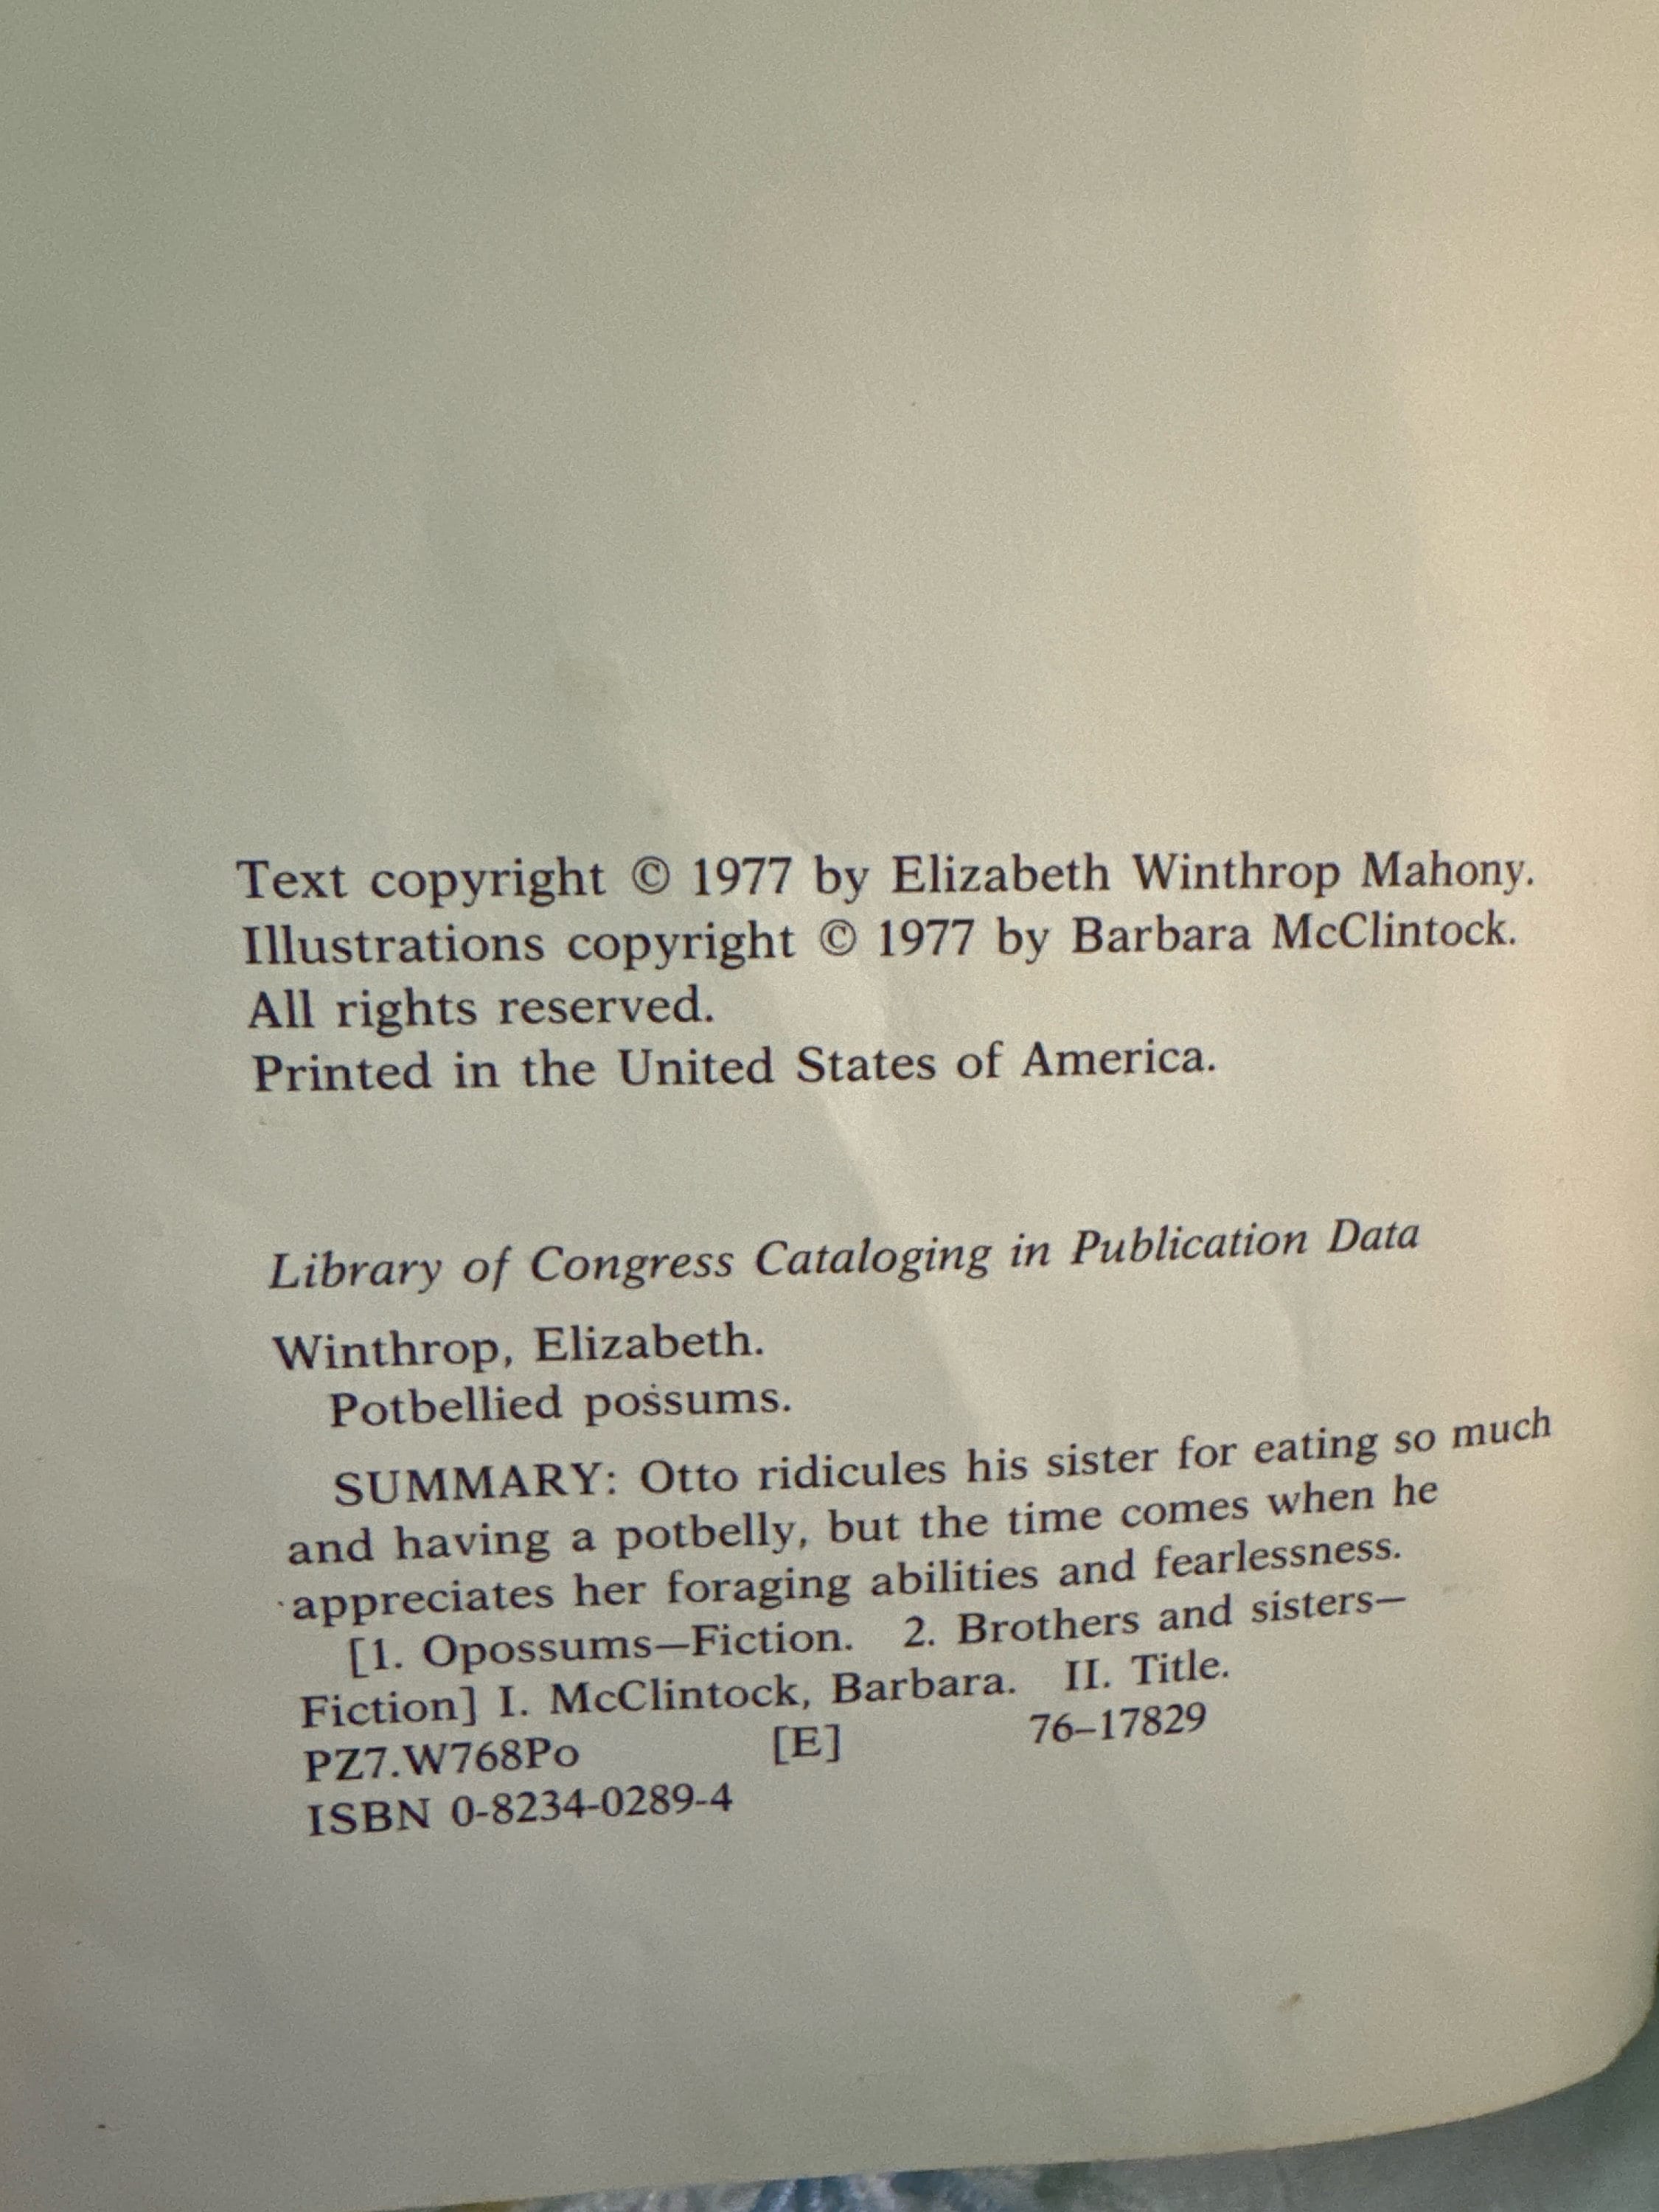 Text copyright © 1977 by Elizabeth Winthrop Mahony.
Illustrations copyright © 1977 by Barbara McClintock.
All rights reserved.
Printed in the United States of America.
Library of Congress Cataloging in Publication Data
Winthrop, Elizabeth.
Potbellied possums.
SUMMARY: Otto ridicules his sister for eating so much
and having a potbelly, but the time comes when he
appreciates her foraging abilities and fearlessness.
[1. Opossums—Fiction. 2. Brothers and sisters—
Fiction] I. McClintock, Barbara. II. Title.
PZ7.W768Po [E] 76–17829
ISBN 0-8234-0289-4